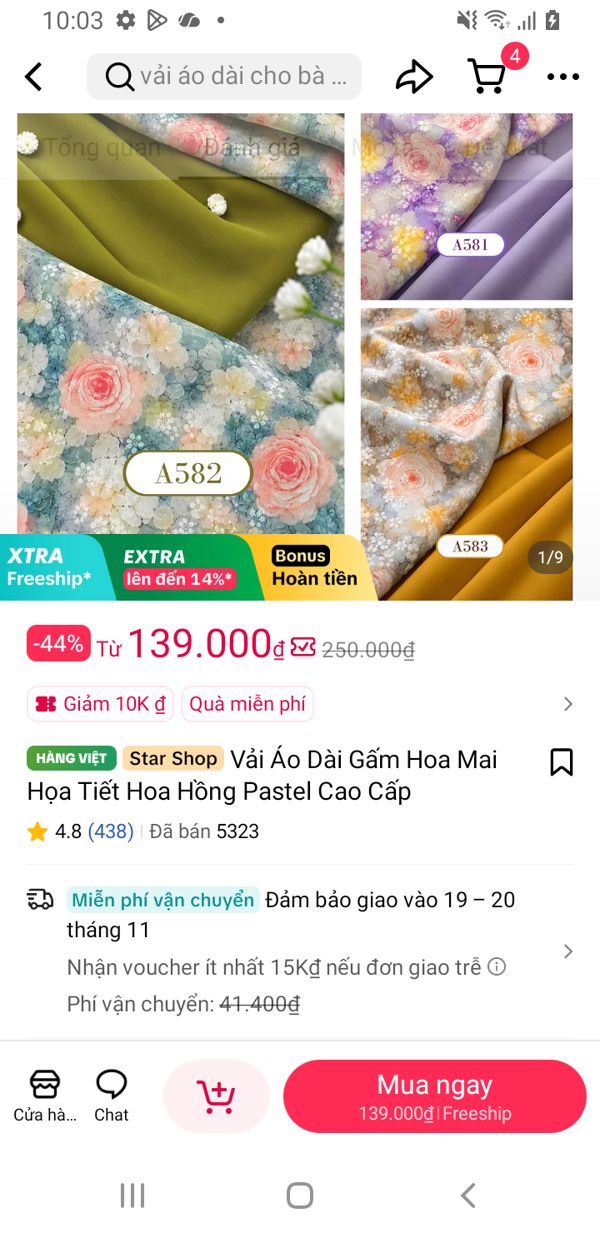 10:03
vải áo dài cho bà ...
4
Tổng quan Đánh giá Mô tả Đề xuất
A581
A582
A583
1/9
XTRA
Freeship*
EXTRA
lên đến 14%*
Bonus
Hoàn tiền
-44% Từ 139.000₫ 250.000₫
Giảm 10K ₫ Quà miễn phí
HÀNG VIỆT Star Shop Vải Áo Dài Gấm Hoa Mai
Họa Tiết Hoa Hồng Pastel Cao Cấp
4.8 (438) Đã bán 5323
Miễn phí vận chuyển Đảm bảo giao vào 19 – 20
tháng 11
Nhận voucher ít nhất 15K₫ nếu đơn giao trễ
Phí vận chuyển: 41.400₫
Cửa hà...
Chat
Mua ngay
139.000₫ | Freeship